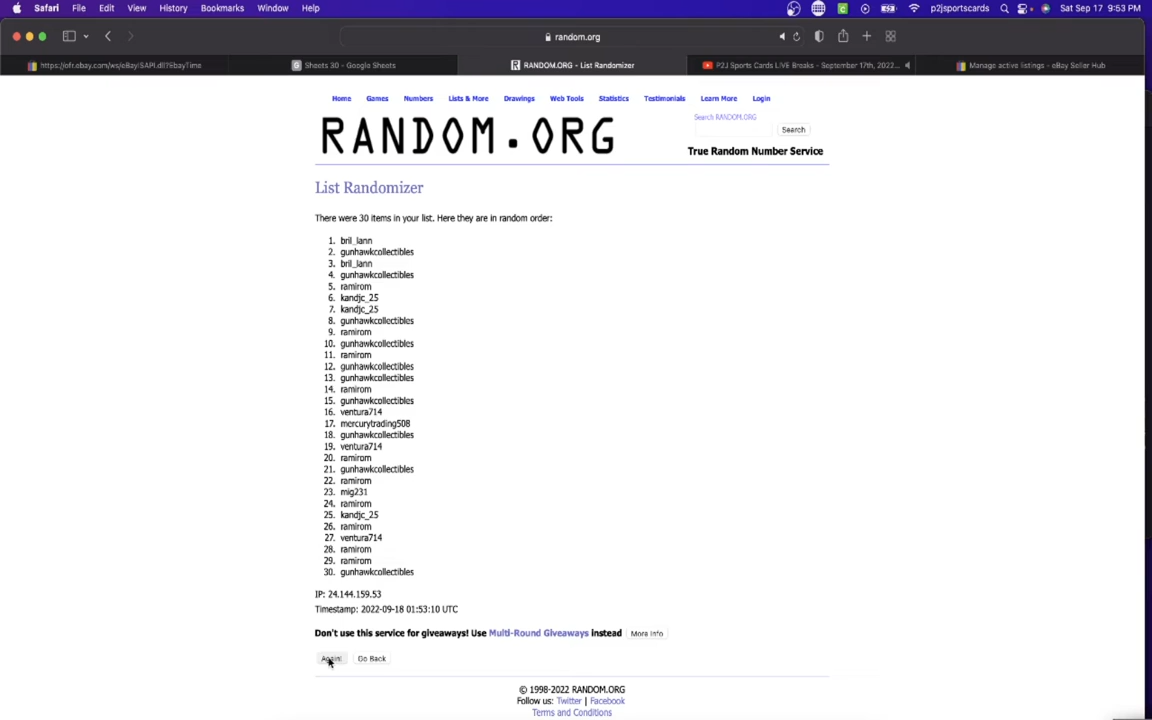 Safari File Edit View History Bookmarks Window Help p2jsportscards Sat Sep 17 9:53 PM
random.org
https://ofr.ebay.com/ws/eBayISAPI.dll?EbayTime Sheets 30 - Google Sheets RANDOM.ORG - List Randomizer P2J Sports Cards LIVE Breaks - September 17th, 2022... Manage active listings - eBay Seller Hub
Home Games Numbers Lists & More Drawings Web Tools Statistics Testimonials Learn More Login
Search RANDOM.ORG
RANDOM.ORG
Search
True Random Number Service
List Randomizer
There were 30 items in your list. Here they are in random order:
1. bril_lann
2. gunhawkcollectibles
3. bril_lann
4. gunhawkcollectibles
5. ramirom
6. kandjc_25
7. kandjc_25
8. gunhawkcollectibles
9. ramirom
10. gunhawkcollectibles
11. ramirom
12. gunhawkcollectibles
13. gunhawkcollectibles
14. ramirom
15. gunhawkcollectibles
16. ventura714
17. mercurytrading508
18. gunhawkcollectibles
19. ventura714
20. ramirom
21. gunhawkcollectibles
22. ramirom
23. mig231
24. ramirom
25. kandjc_25
26. ramirom
27. ventura714
28. ramirom
29. ramirom
30. gunhawkcollectibles
IP: 24.144.159.53
Timestamp: 2022-09-18 01:53:10 UTC
Don't use this service for giveaways! Use Multi-Round Giveaways instead More Info
Again! Go Back
© 1998-2022 RANDOM.ORG
Follow us: Twitter | Facebook
Terms and Conditions